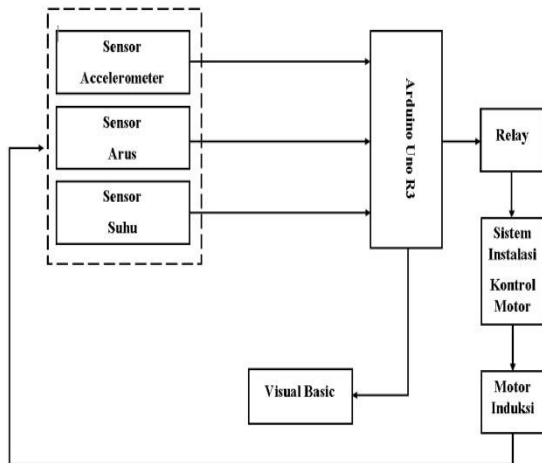 Sensor
Accelerometer
Sensor
Arus
Sensor
Suhu
Arduino Uno R3
Relay
Sistem
Instalasi
Kontrol
Motor
Visual Basic
Motor
Induksi